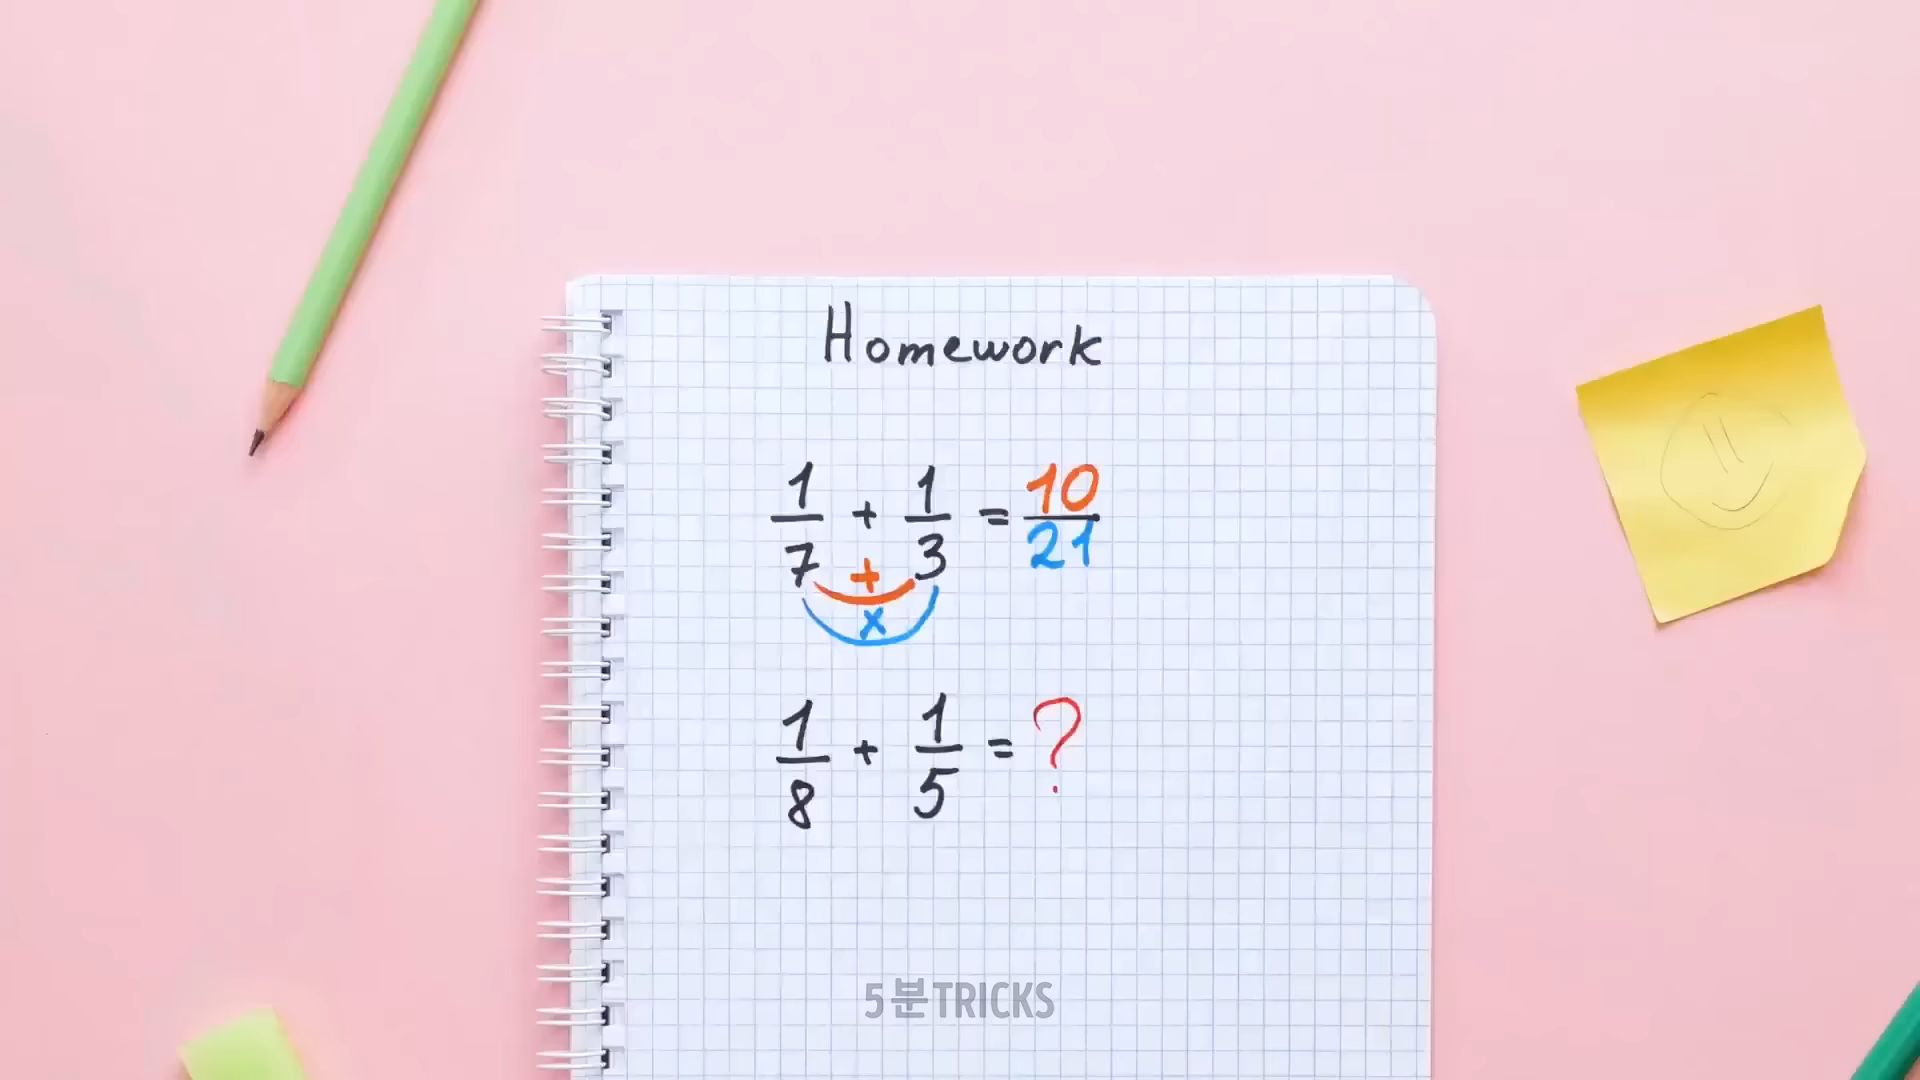 Homework
1/7 + 1/3 = 10/21
+
x
1/8 + 1/5 = ?
5분TRICKS